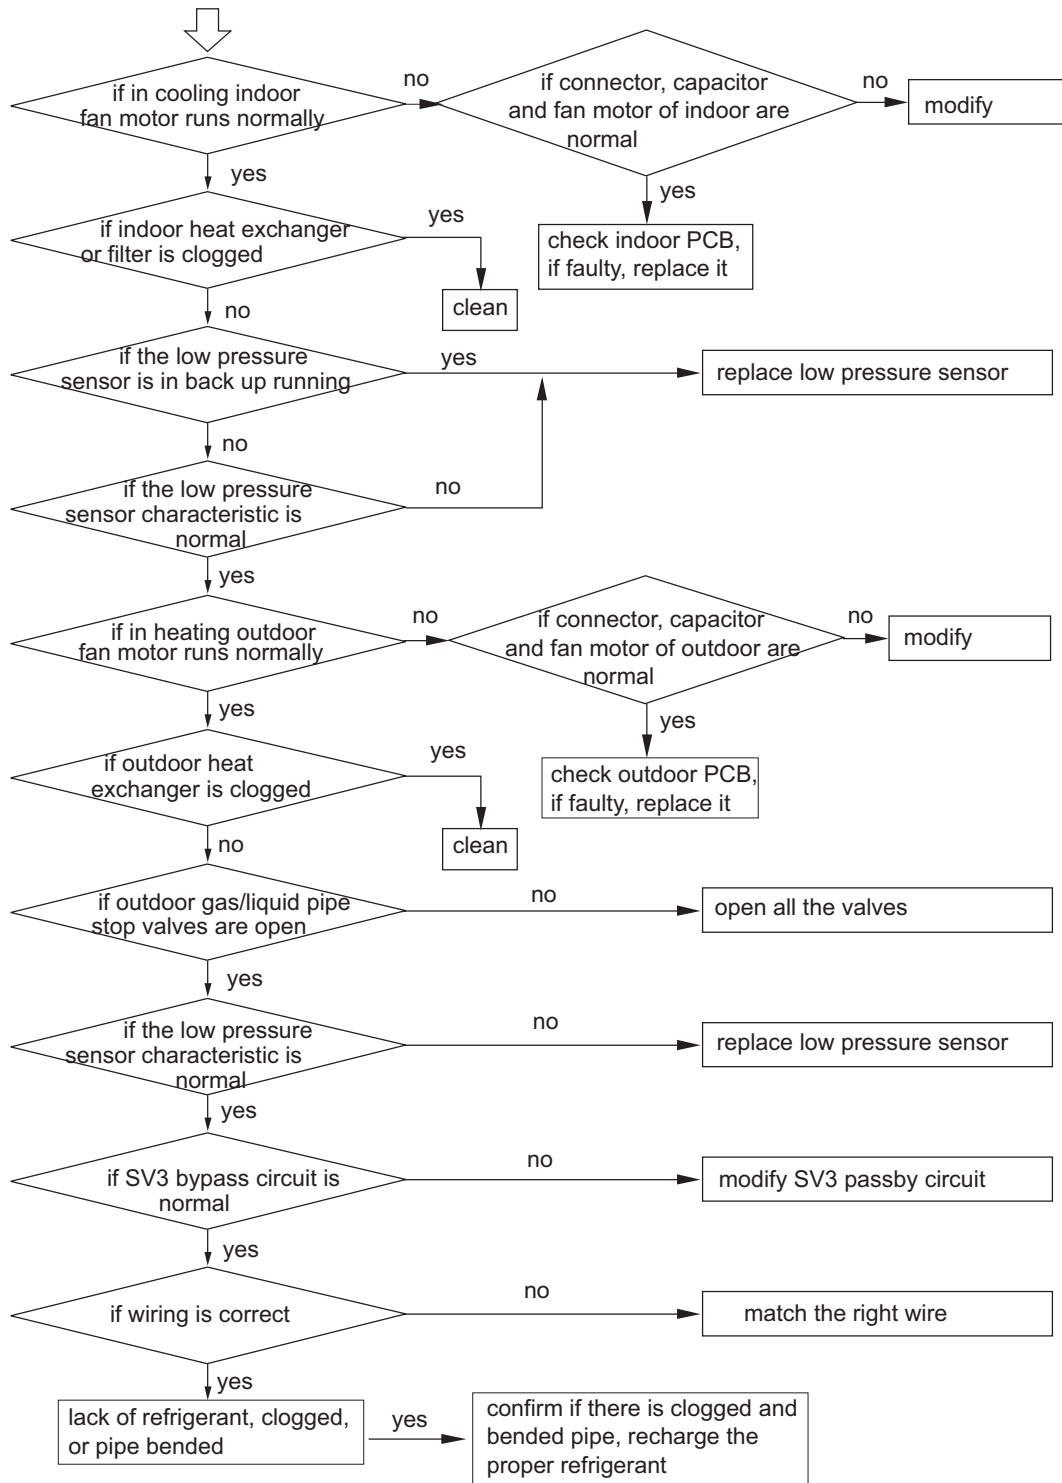 if in cooling indoor
fan motor runs normally
no
if connector, capacitor
and fan motor of indoor are
normal
no
modify
yes
yes
if indoor heat exchanger
or filter is clogged
yes
check indoor PCB,
if faulty, replace it
clean
no
if the low pressure
sensor is in back up running
yes
replace low pressure sensor
no
if the low pressure
sensor characteristic is
normal
no
yes
if in heating outdoor
fan motor runs normally
no
if connector, capacitor
and fan motor of outdoor are
normal
no
modify
yes
yes
if outdoor heat
exchanger is clogged
yes
check outdoor PCB,
if faulty, replace it
clean
no
if outdoor gas/liquid pipe
stop valves are open
no
open all the valves
yes
if the low pressure
sensor characteristic is
normal
no
replace low pressure sensor
yes
if SV3 bypass circuit is
normal
no
modify SV3 passby circuit
yes
if wiring is correct
no
match the right wire
yes
lack of refrigerant, clogged,
or pipe bended
yes
confirm if there is clogged and
bended pipe, recharge the
proper refrigerant